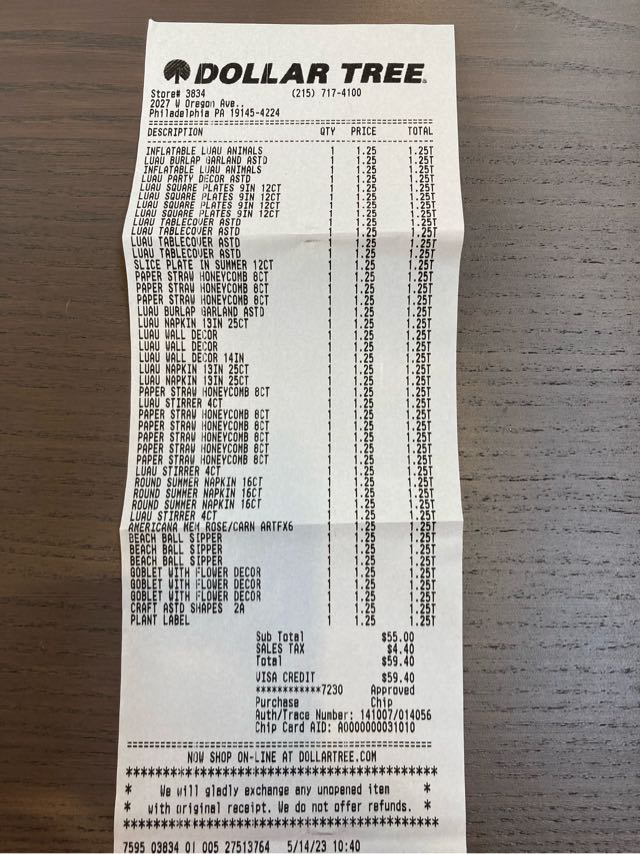 DOLLAR TREE
Store# 3834 (215) 717-4100
2027 W Oregon Ave.,
Philadelphia PA 19145-4224
DESCRIPTION QTY PRICE TOTAL
INFLATABLE LUAU ANIMALS 1 1.25 1.25T
LUAU BURLAP GARLAND ASTD 1 1.25 1.25T
INFLATABLE LUAU ANIMALS 1 1.25 1.25T
LUAU PARTY DECOR ASTD 1 1.25 1.25T
LUAU SQUARE PLATES 9IN 12CT 1 1.25 1.25T
LUAU SQUARE PLATES 9IN 12CT 1 1.25 1.25T
LUAU SQUARE PLATES 9IN 12CT 1 1.25 1.25T
LUAU SQUARE PLATES 9IN 12CT 1 1.25 1.25T
LUAU TABLECOVER ASTD 1 1.25 1.25T
LUAU TABLECOVER ASTD 1 1.25 1.25T
LUAU TABLECOVER ASTD 1 1.25 1.25T
LUAU TABLECOVER ASTD 1 1.25 1.25T
SLICE PLATE IN SUMMER 12CT 1 1.25 1.25T
PAPER STRAW HONEYCOMB 8CT 1 1.25 1.25T
PAPER STRAW HONEYCOMB 8CT 1 1.25 1.25T
PAPER STRAW HONEYCOMB 8CT 1 1.25 1.25T
LUAU BURLAP GARLAND ASTD 1 1.25 1.25T
LUAU NAPKIN 13IN 25CT 1 1.25 1.25T
LUAU WALL DECOR 1 1.25 1.25T
LUAU WALL DECOR 1 1.25 1.25T
LUAU WALL DECOR 14IN 1 1.25 1.25T
LUAU NAPKIN 13IN 25CT 1 1.25 1.25T
LUAU NAPKIN 13IN 25CT 1 1.25 1.25T
PAPER STRAW HONEYCOMB 8CT 1 1.25 1.25T
LUAU STIRRER 4CT 1 1.25 1.25T
PAPER STRAW HONEYCOMB 8CT 1 1.25 1.25T
PAPER STRAW HONEYCOMB 8CT 1 1.25 1.25T
PAPER STRAW HONEYCOMB 8CT 1 1.25 1.25T
PAPER STRAW HONEYCOMB 8CT 1 1.25 1.25T
PAPER STRAW HONEYCOMB 8CT 1 1.25 1.25T
LUAU STIRRER 4CT 1 1.25 1.25T
ROUND SUMMER NAPKIN 16CT 1 1.25 1.25T
ROUND SUMMER NAPKIN 16CT 1 1.25 1.25T
ROUND SUMMER NAPKIN 16CT 1 1.25 1.25T
LUAU STIRRER 4CT 1 1.25 1.25T
AMERICANA MEM ROSE/CARN ARTFX6 1 1.25 1.25T
BEACH BALL SIPPER 1 1.25 1.25T
BEACH BALL SIPPER 1 1.25 1.25T
BEACH BALL SIPPER 1 1.25 1.25T
GOBLET WITH FLOWER DECOR 1 1.25 1.25T
GOBLET WITH FLOWER DECOR 1 1.25 1.25T
GOBLET WITH FLOWER DECOR 1 1.25 1.25T
CRAFT ASTD SHAPES 2A 1 1.25 1.25T
PLANT LABEL 1 1.25 1.25T
Sub Total $55.00
SALES TAX $4.40
Total $59.40
VISA CREDIT $59.40
************7230 Approved
Purchase Chip
Auth/Trace Number: 141007/014056
Chip Card AID: A0000000031010
NOW SHOP ON-LINE AT DOLLARTREE.COM
* We will gladly exchange any unopened item *
* with original receipt. We do not offer refunds. *
7595 03834 01 005 27513764 5/14/23 10:40